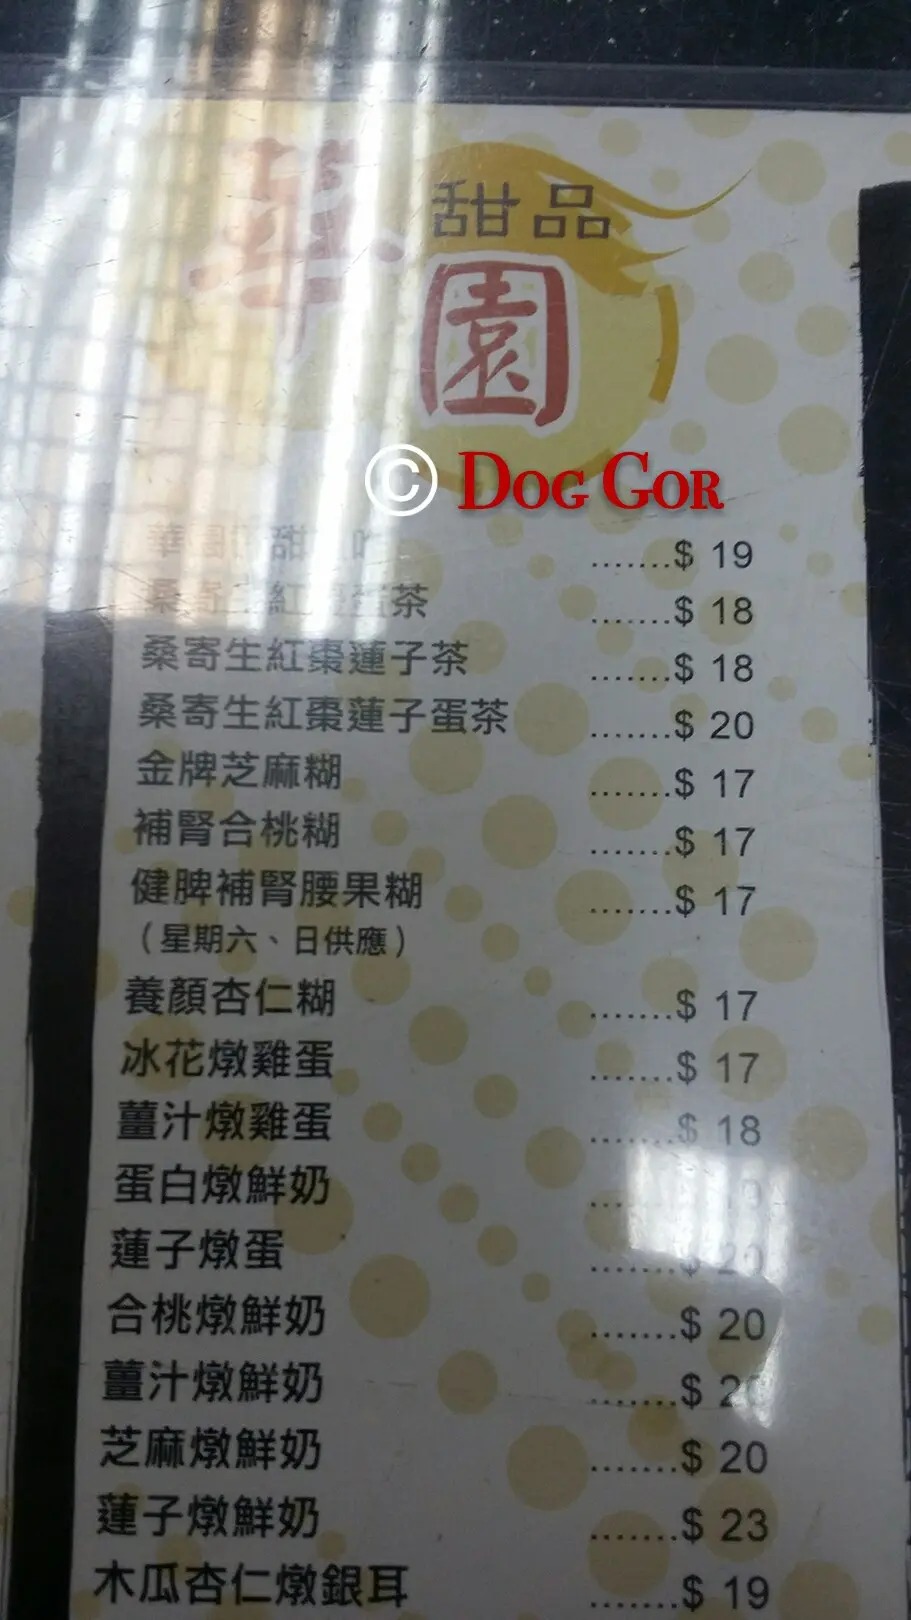 華
甜品
園
© DOG GOR
.......$ 19
茶 .......$ 18
桑寄生紅棗蓮子茶 .......$ 18
桑寄生紅棗蓮子蛋茶 .......$ 20
金牌芝麻糊 .......$ 17
補腎合桃糊 .......$ 17
健脾補腎腰果糊 .......$ 17
（星期六、日供應）
養顏杏仁糊 .......$ 17
冰花燉雞蛋 .......$ 17
薑汁燉雞蛋 .......$ 18
蛋白燉鮮奶
蓮子燉蛋 .......$ 20
合桃燉鮮奶 .......$ 20
薑汁燉鮮奶 .......$
芝麻燉鮮奶 .......$ 20
蓮子燉鮮奶 .......$ 23
木瓜杏仁燉銀耳 .......$ 19